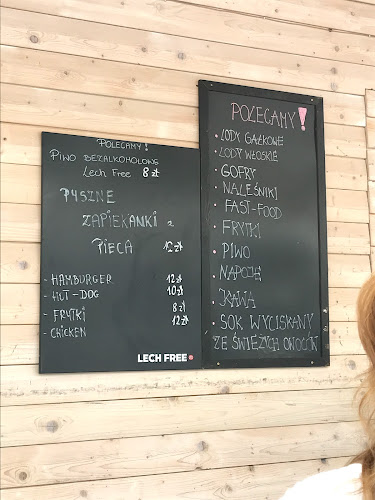 POLECAMY!
PIWO BEZALKOHOLOWE
Lech Free 8 zł
PYSZNE
ZAPIEKANKI z
PIECA 12 zł
- HAMBURGER 12 zł
- HOT-DOG 10 zł
- FRYTKI 8 zł
- CHICKEN 12 zł
LECH FREE
POLECAMY!
• LODY GAŁKOWE
• LODY WŁOSKIE
• GOFRY
• NALEŚNIKI
• FAST-FOOD
• FRYTKI
• PIWO
• NAPOJE
• KAWA
• SOK WYCISKANY
ZE ŚWIEŻYCH OWOCÓW